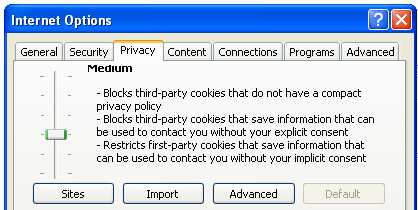 Internet Options
General Security Privacy Content Connections Programs Advanced
Medium
- Blocks third-party cookies that do not have a compact
privacy policy
- Blocks third-party cookies that save information that can
be used to contact you without your explicit consent
- Restricts first-party cookies that save information that
can be used to contact you without your implicit consent
Sites Import Advanced Default